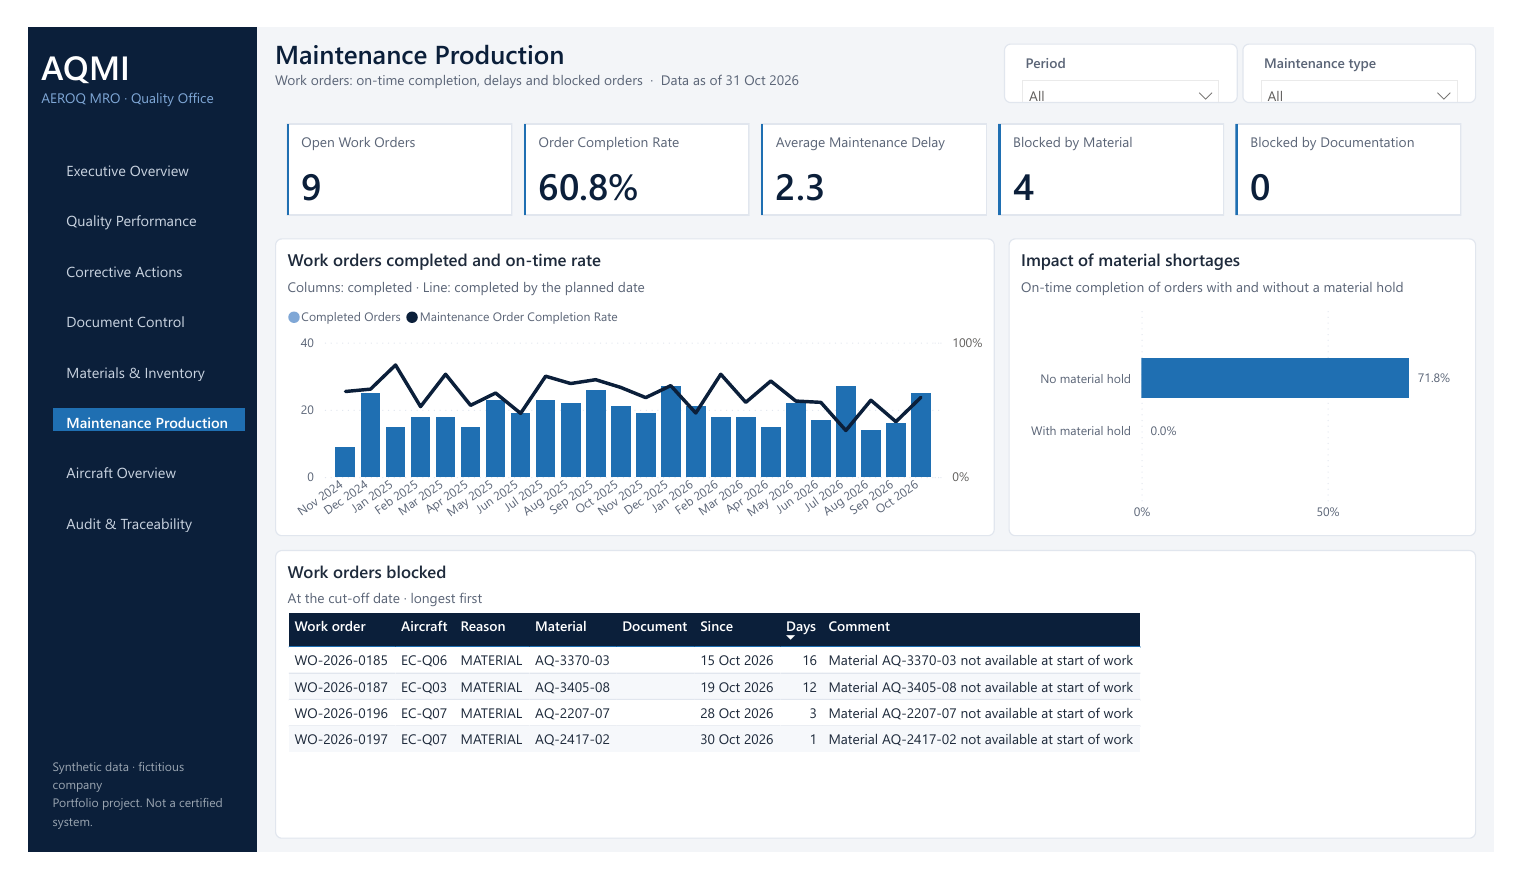 AQMI
AEROQ MRO · Quality Office
Executive Overview
Quality Performance
Corrective Actions
Document Control
Materials & Inventory
Maintenance Production
Aircraft Overview
Audit & Traceability
Synthetic data · fictitious
company
Portfolio project. Not a certified
system.
Maintenance Production
Work orders: on-time completion, delays and blocked orders · Data as of 31 Oct 2026
Period
All
Maintenance type
All
Open Work Orders
9
Order Completion Rate
60.8%
Average Maintenance Delay
2.3
Blocked by Material
4
Blocked by Documentation
0
Work orders completed and on-time rate
Columns: completed · Line: completed by the planned date
Completed Orders Maintenance Order Completion Rate
40 100%
20
0 0%
Nov 2024 Dec 2024 Jan 2025 Feb 2025 Mar 2025 Apr 2025 May 2025 Jun 2025 Jul 2025 Aug 2025 Sep 2025 Oct 2025 Nov 2025 Dec 2025 Jan 2026 Feb 2026 Mar 2026 Apr 2026 May 2026 Jun 2026 Jul 2026 Aug 2026 Sep 2026 Oct 2026
Impact of material shortages
On-time completion of orders with and without a material hold
No material hold 71.8%
With material hold 0.0%
0% 50%
Work orders blocked
At the cut-off date · longest first
Work order Aircraft Reason Material Document Since Days Comment
WO-2026-0185 EC-Q06 MATERIAL AQ-3370-03 15 Oct 2026 16 Material AQ-3370-03 not available at start of work
WO-2026-0187 EC-Q03 MATERIAL AQ-3405-08 19 Oct 2026 12 Material AQ-3405-08 not available at start of work
WO-2026-0196 EC-Q07 MATERIAL AQ-2207-07 28 Oct 2026 3 Material AQ-2207-07 not available at start of work
WO-2026-0197 EC-Q07 MATERIAL AQ-2417-02 30 Oct 2026 1 Material AQ-2417-02 not available at start of work